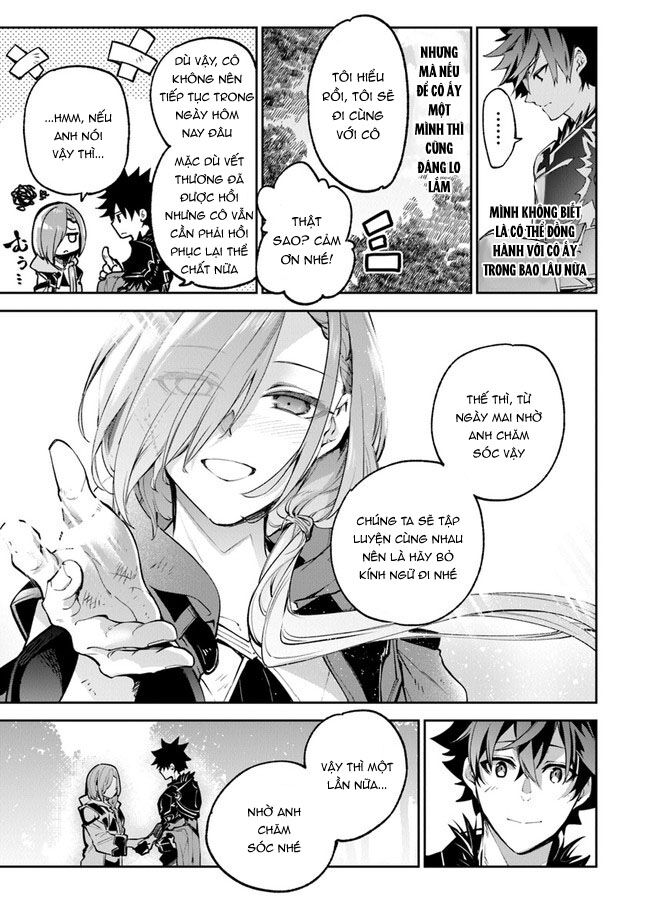 .........
MÌNH KHÔNG BIẾT
LÀ CÓ THỂ ĐỒNG
HÀNH VỚI CÔ ẤY
TRONG BAO LÂU NỮA
NHƯNG
MÀ NẾU
ĐỂ CÔ ẤY
MỘT
MÌNH THÌ
CŨNG
ĐÁNG LO
LẮM
TÔI HIỂU
RỒI, TÔI SẼ
ĐI CÙNG
VỚI CÔ
THẬT
SAO? CẢM
ƠN NHÉ!
DÙ VẬY, CÔ
KHÔNG NÊN
TIẾP TỤC TRONG
NGÀY HÔM
NAY ĐÂU
MẶC DÙ VẾT
THƯƠNG ĐÃ
ĐƯỢC HỒI
NHƯNG CÔ VẪN
CẦN PHẢI HỒI
PHỤC LẠI THỂ
CHẤT NỮA
...HMM, NẾU
ANH NÓI
VẬY THÌ...
むぅ…
THẾ THÌ, TỪ
NGÀY MAI NHỜ
ANH CHĂM
SÓC VẬY
CHÚNG TA SẼ TẬP
LUYỆN CÙNG NHAU
NÊN LÀ HÃY BỎ
KÍNH NGỮ ĐI NHÉ
VẬY THÌ MỘT
LẦN NỮA...
NHỜ ANH
CHĂM
SÓC NHÉ